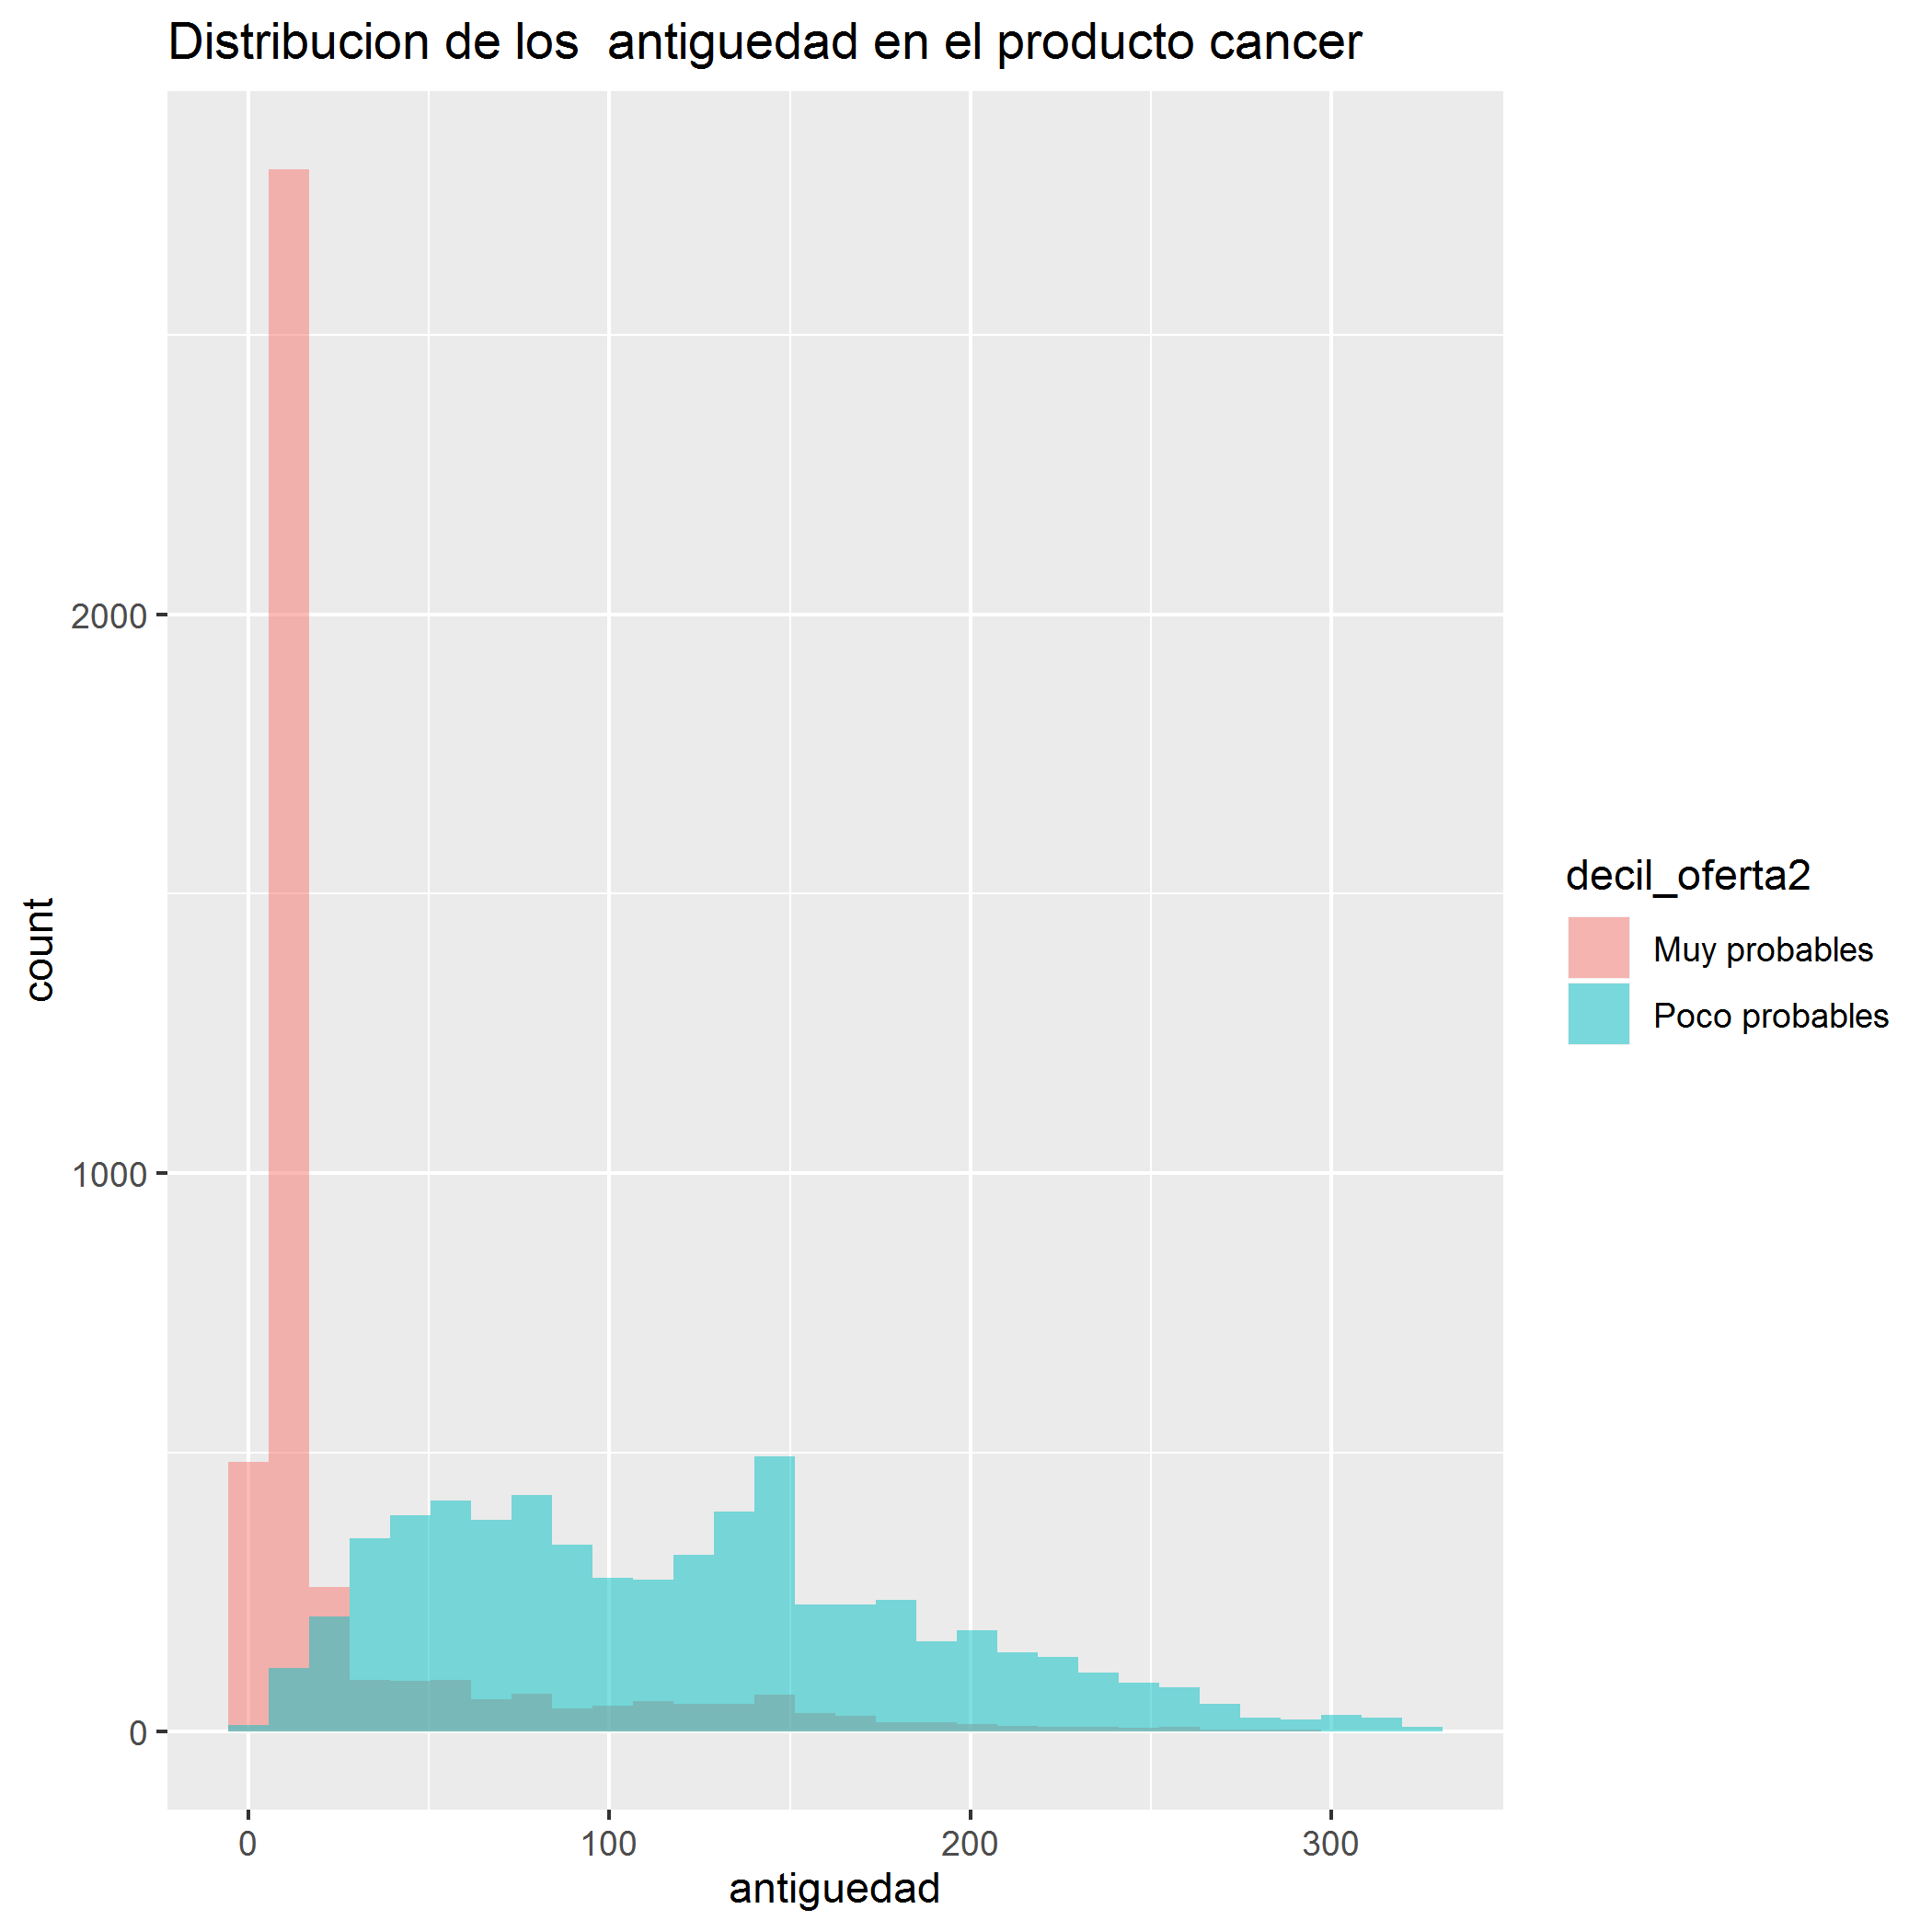 Distribucion de los  antiguedad en el producto cancer
count
2000
1000
0
0 100 200 300
antiguedad
decil_oferta2
Muy probables
Poco probables